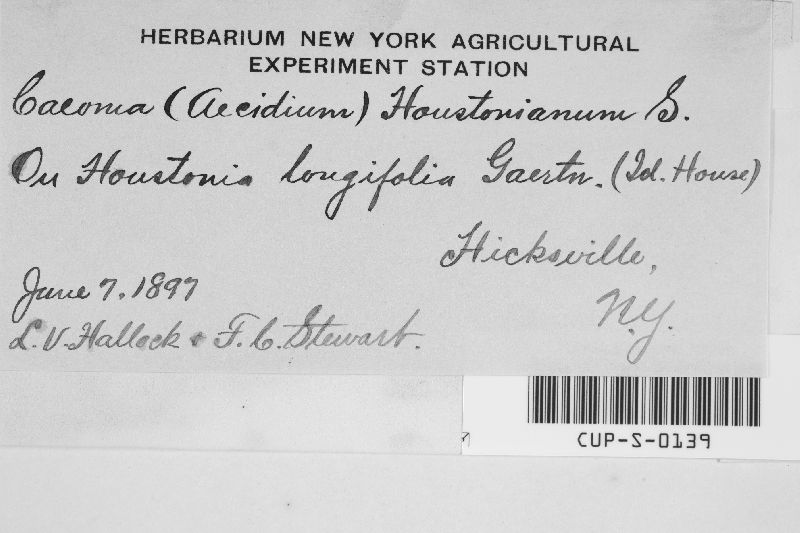 HERBARIUM NEW YORK AGRICULTURAL
EXPERIMENT STATION
Caeoma (Aecidium) Houstonianum S.
On Houstonia longifolia Gaertn. (Id. House)
Hicksville,
N.Y.
June 7, 1897
L.V. Hallock & F.C. Stewart.
CUP-S-0139